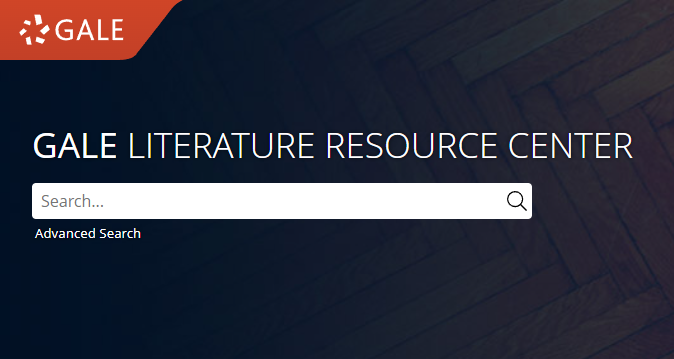 GALE
GALE LITERATURE RESOURCE CENTER
Search...
Advanced Search